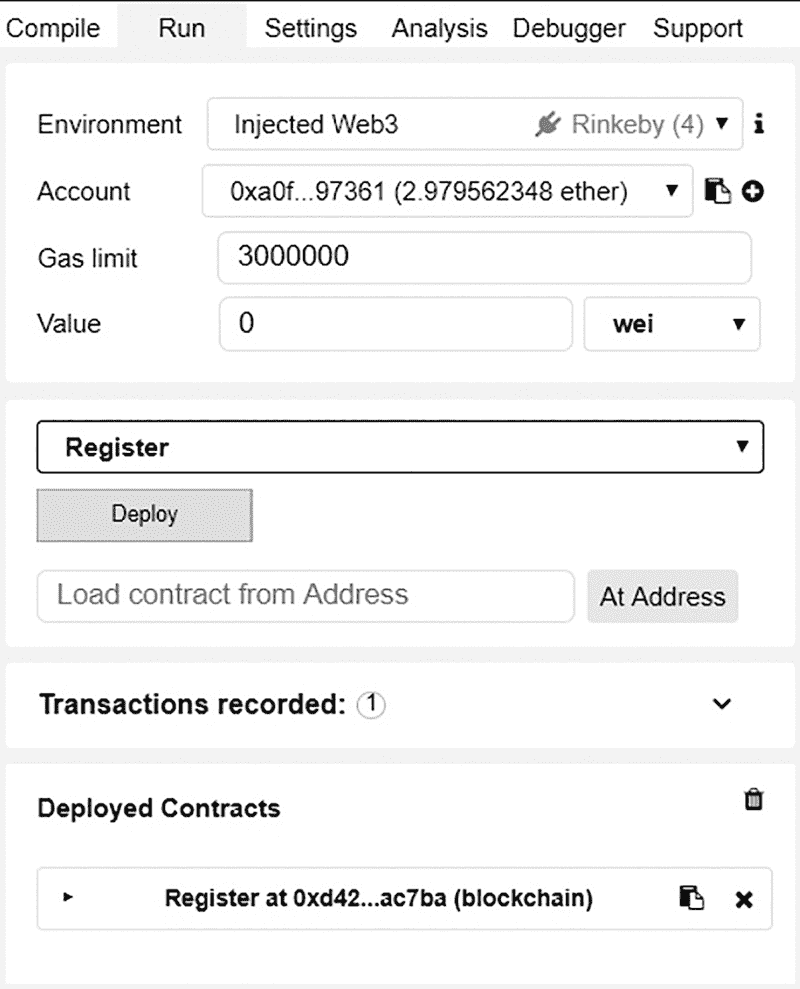 Compile Run Settings Analysis Debugger Support
Environment Injected Web3 Rinkeby (4)
Account 0xa0f...97361 (2.979562348 ether)
Gas limit 3000000
Value 0 wei
Register
Deploy
Load contract from Address At Address
Transactions recorded: 1
Deployed Contracts
Register at 0xd42...ac7ba (blockchain)